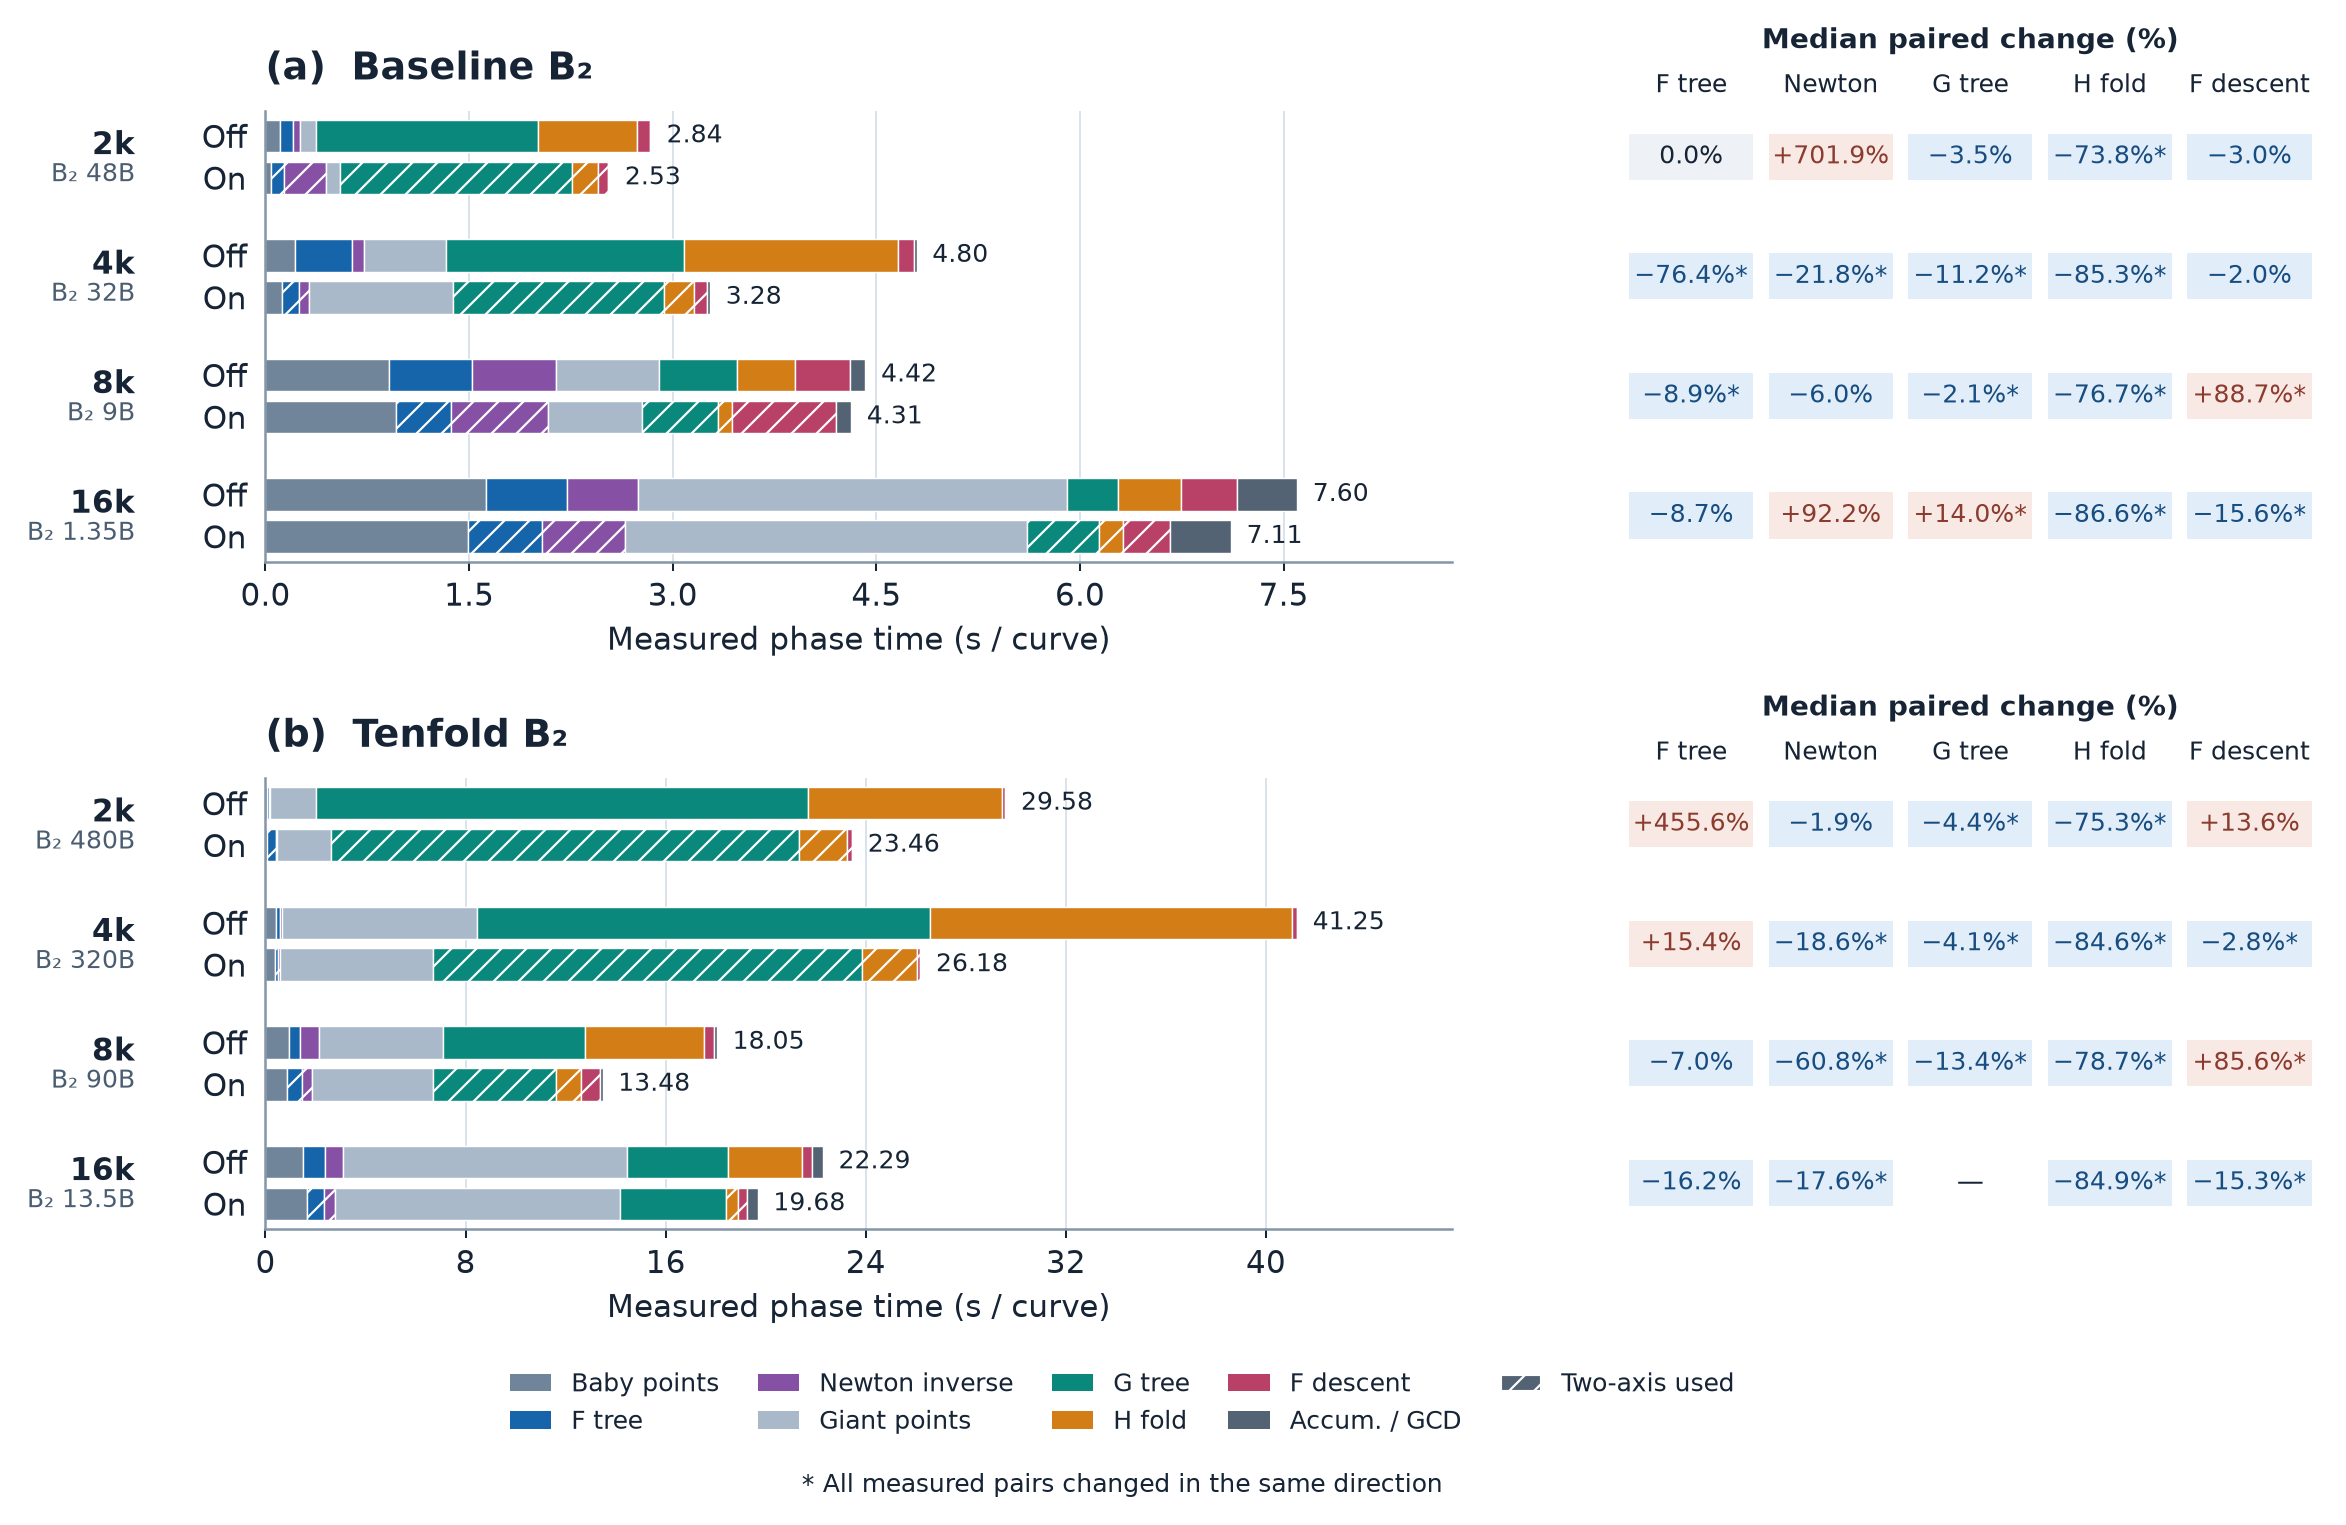 Median paired change (%)
(a) Baseline B₂
F tree Newton G tree H fold F descent
2k
B₂ 48B
Off 2.84
On 2.53
0.0% +701.9% −3.5% −73.8%* −3.0%
4k
B₂ 32B
Off 4.80
On 3.28
−76.4%* −21.8%* −11.2%* −85.3%* −2.0%
8k
B₂ 9B
Off 4.42
On 4.31
−8.9%* −6.0% −2.1%* −76.7%* +88.7%*
16k
B₂ 1.35B
Off 7.60
On 7.11
−8.7% +92.2% +14.0%* −86.6%* −15.6%*
0.0 1.5 3.0 4.5 6.0 7.5
Measured phase time (s / curve)
Median paired change (%)
(b) Tenfold B₂
F tree Newton G tree H fold F descent
2k
B₂ 480B
Off 29.58
On 23.46
+455.6% −1.9% −4.4%* −75.3%* +13.6%
4k
B₂ 320B
Off 41.25
On 26.18
+15.4% −18.6%* −4.1%* −84.6%* −2.8%*
8k
B₂ 90B
Off 18.05
On 13.48
−7.0% −60.8%* −13.4%* −78.7%* +85.6%*
16k
B₂ 13.5B
Off 22.29
On 19.68
−16.2% −17.6%* — −84.9%* −15.3%*
0 8 16 24 32 40
Measured phase time (s / curve)
Baby points Newton inverse G tree F descent Two-axis used
F tree Giant points H fold Accum. / GCD
* All measured pairs changed in the same direction